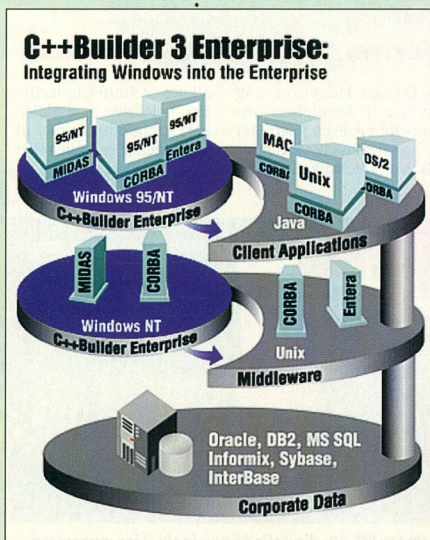 C++Builder 3 Enterprise:
Integrating Windows into the Enterprise
95/NT
MIDAS
95/NT
CORBA
95/NT
Entera
Windows 95/NT
C++Builder Enterprise
MAC
CORBA
Unix
CORBA
OS/2
CORBA
Java
Client Applications
MIDAS
CORBA
Windows NT
C++Builder Enterprise
CORBA
Entera
Unix
Middleware
Oracle, DB2, MS SQL
Informix, Sybase,
InterBase
Corporate Data